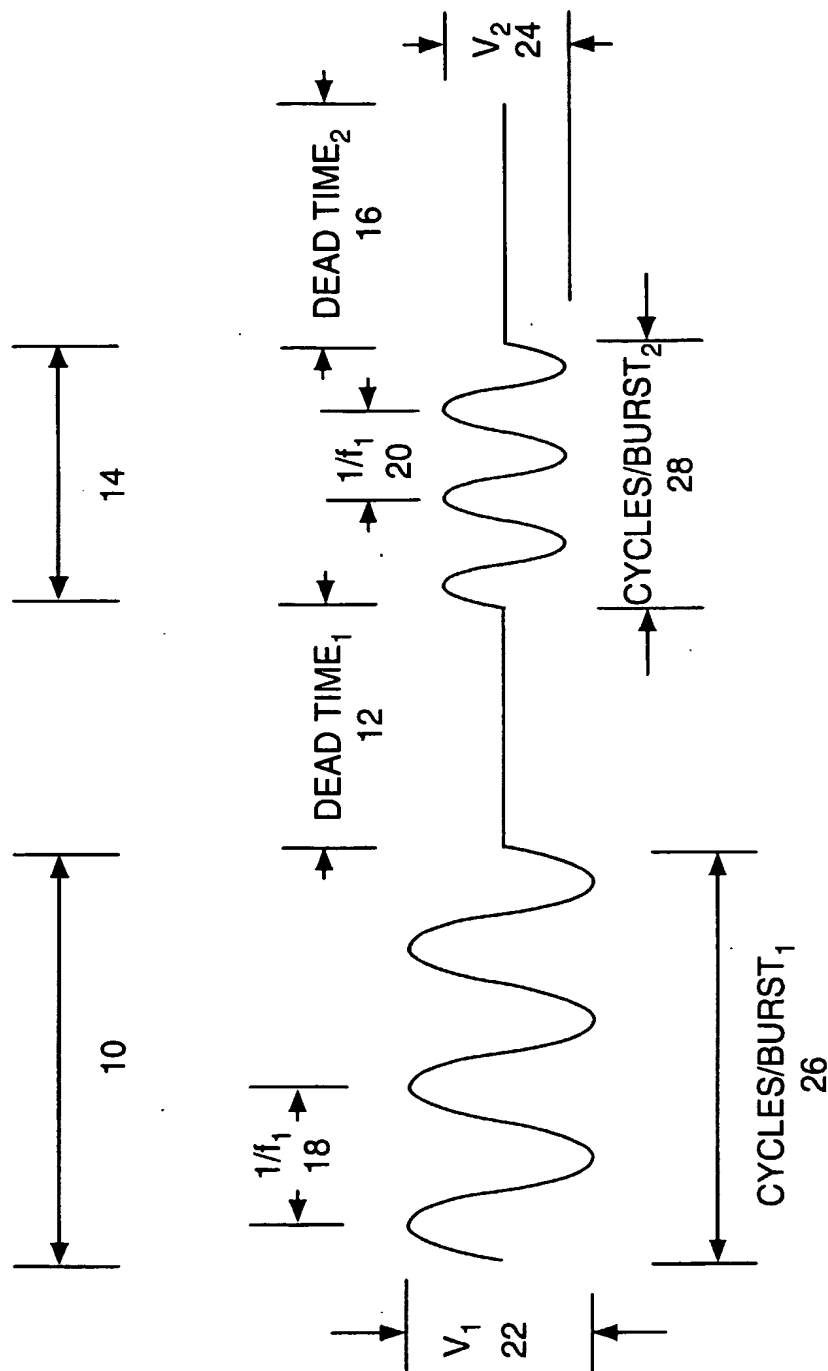 10
14
1/f₁
18
DEAD TIME₁
12
1/f₁
20
DEAD TIME₂
16
V₁
22
V₂
24
CYCLES/BURST₁
26
CYCLES/BURST₂
28